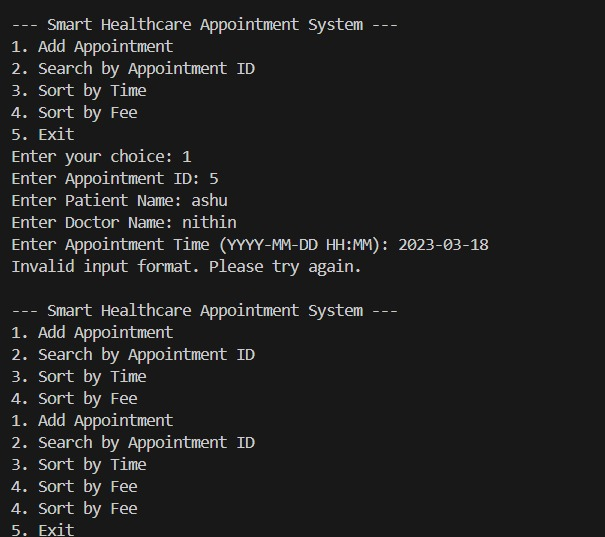 --- Smart Healthcare Appointment System ---
1. Add Appointment
2. Search by Appointment ID
3. Sort by Time
4. Sort by Fee
5. Exit
Enter your choice: 1
Enter Appointment ID: 5
Enter Patient Name: ashu
Enter Doctor Name: nithin
Enter Appointment Time (YYYY-MM-DD HH:MM): 2023-03-18
Invalid input format. Please try again.
--- Smart Healthcare Appointment System ---
1. Add Appointment
2. Search by Appointment ID
3. Sort by Time
4. Sort by Fee
1. Add Appointment
2. Search by Appointment ID
3. Sort by Time
4. Sort by Fee
4. Sort by Fee
5. Exit